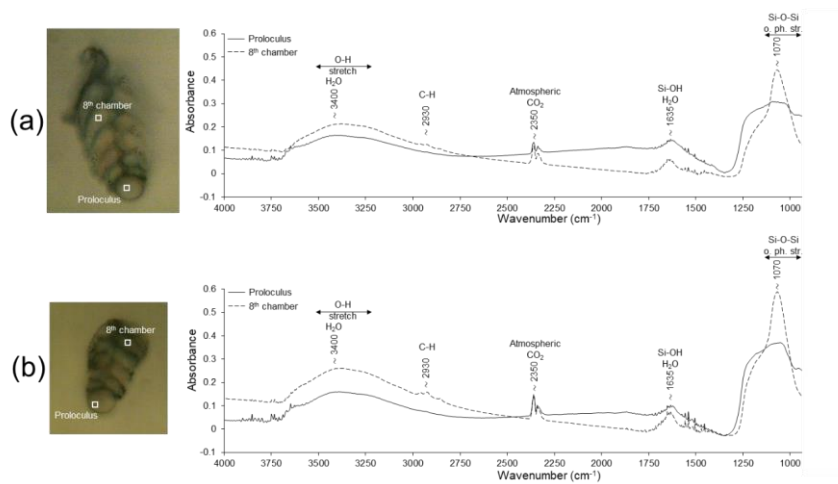 (a)
8th chamber
Proloculus
Absorbance
0.6
0.5
0.4
0.3
0.2
0.1
0
0.1
Proloculus
8th chamber
O-H
stretch
H2O
3400
C-H
2930
Atmospheric
CO2
2350
Si-OH
H2O
1635
Si-O-Si
o. ph. str.
1070
4000 3750 3500 3250 3000 2750 2500 2250 2000 1750 1500 1250 1000
Wavenumber (cm-1)
(b)
8th chamber
Proloculus
Absorbance
0.6
0.5
0.4
0.3
0.2
0.1
0
0.1
Proloculus
8th chamber
O-H
stretch
H2O
3400
C-H
2930
Atmospheric
CO2
2350
Si-OH
H2O
1635
Si-O-Si
o. ph. str.
1070
4000 3750 3500 3250 3000 2750 2500 2250 2000 1750 1500 1250 1000
Wavenumber (cm-1)